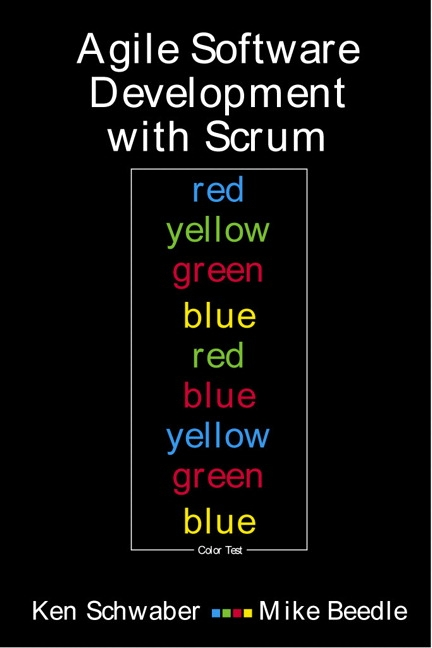 Agile Software
Development
with Scrum
red
yellow
green
blue
red
blue
yellow
green
blue
Color Test
Ken Schwaber Mike Beedle